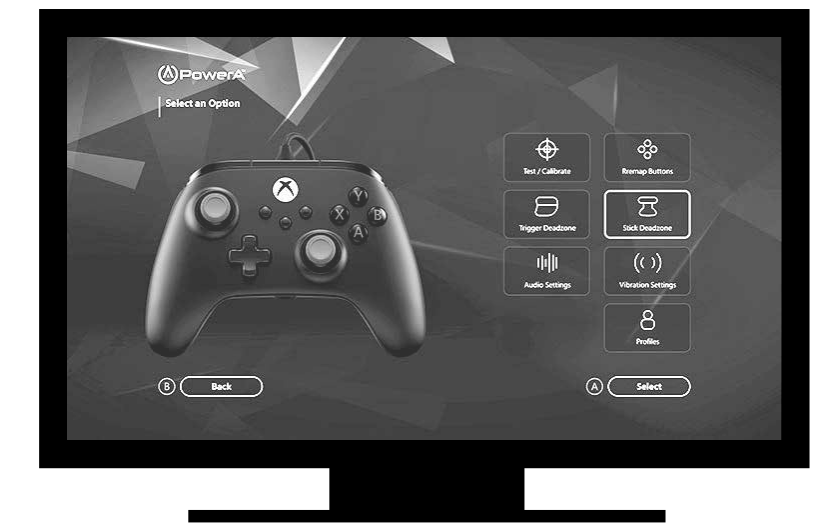 PowerA
Select an Option
Test / Calibrate
Rremap Buttons
Trigger Deadzone
Stick Deadzone
Audio Settings
Vibration Settings
Profiles
Y
X
B
A
B
Back
A
Select